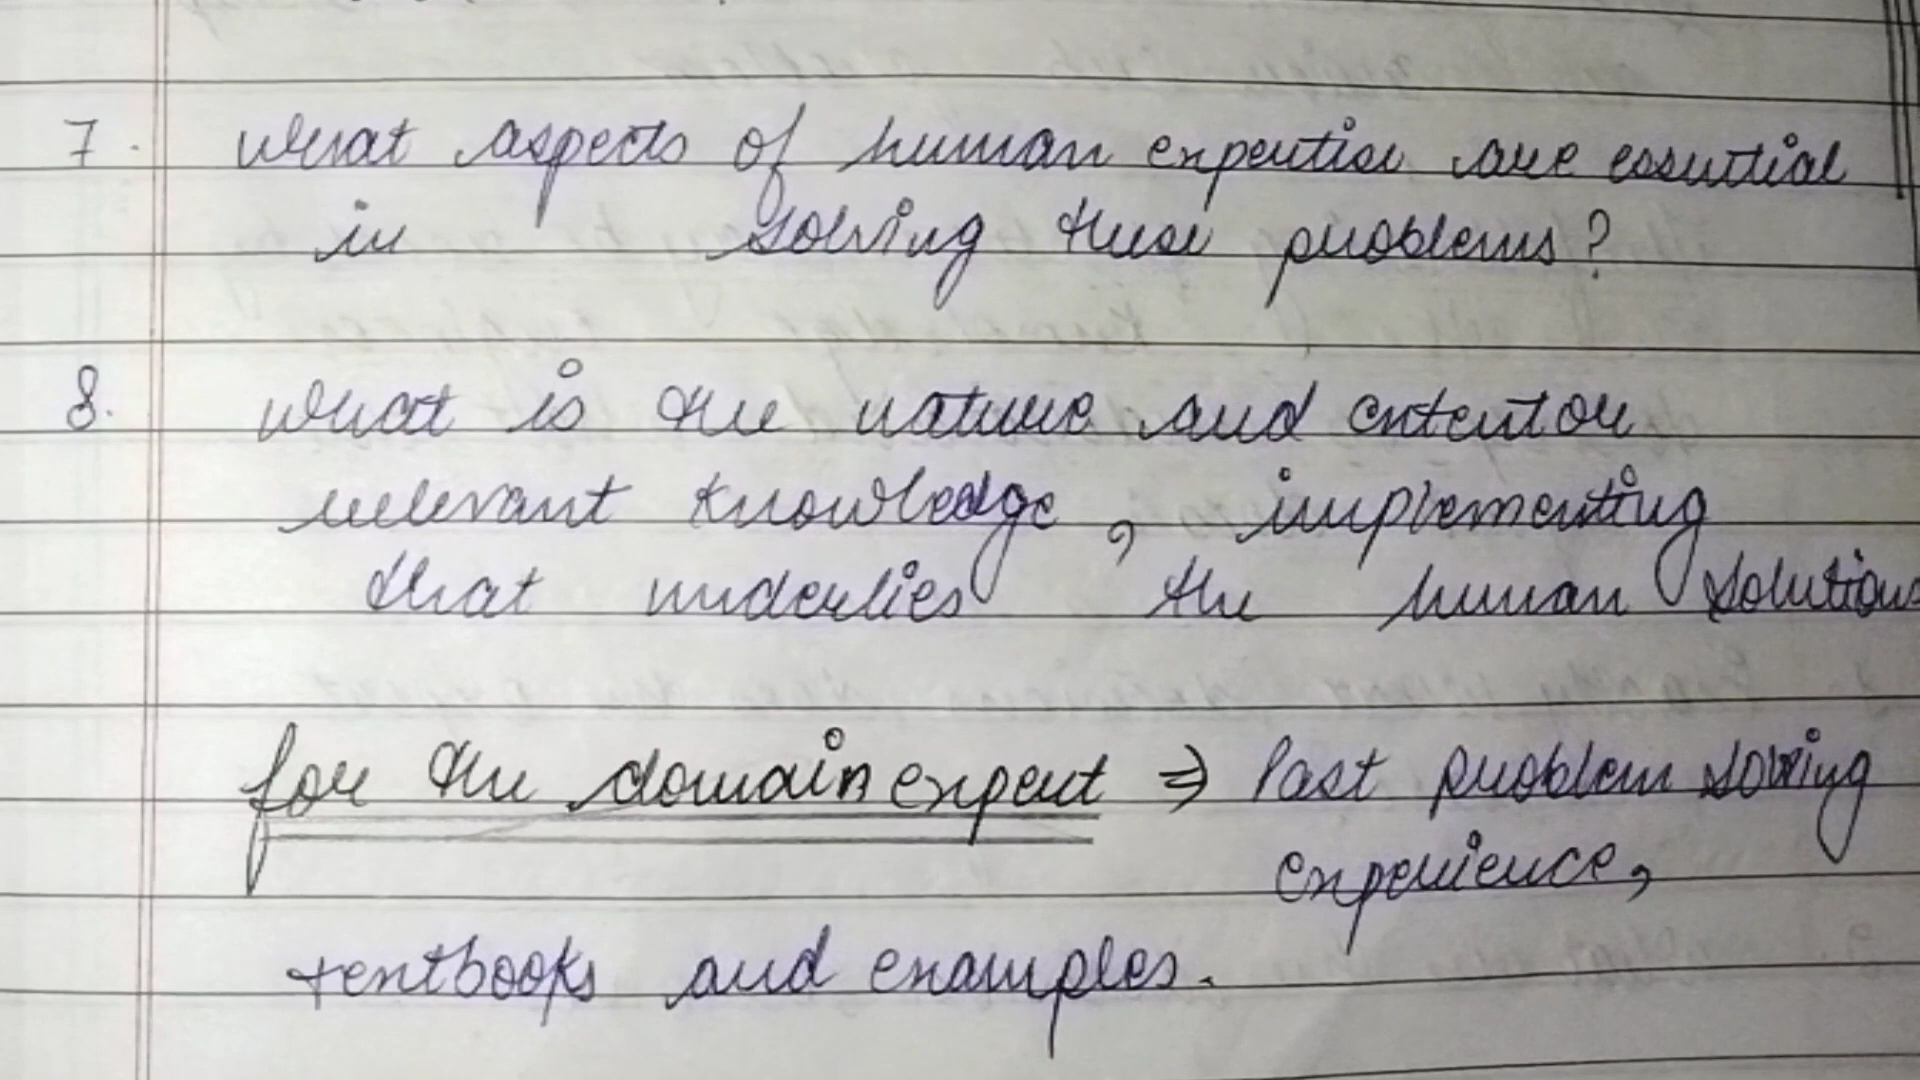 7. What aspects of human expertise are essential
in solving these problems?
8. What is the nature and extent or
relevant knowledge, implementing
that underlies the human solutions
for the domain expert ⇒ Past problem solving
experience,
textbooks and examples.